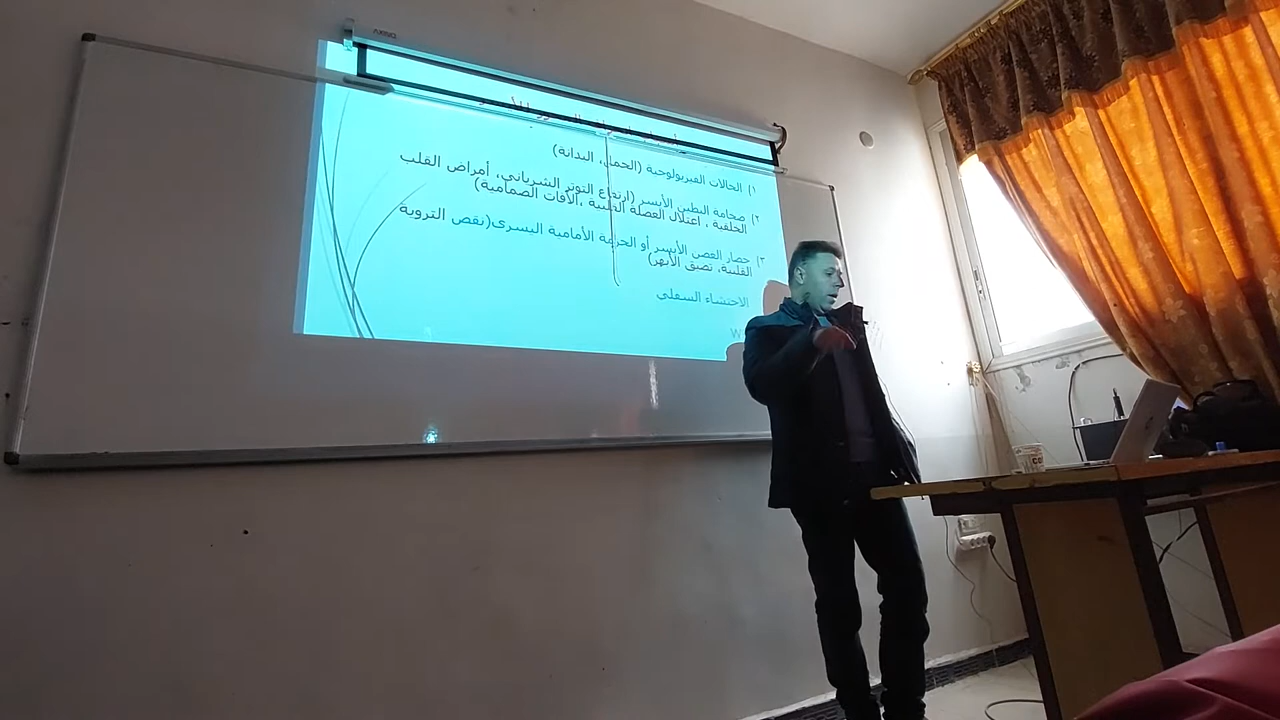 ١) الحالات الفيزيولوجية (الحمل، البدانة)
٢) ضخامة البطين الأيسر (ارتفاع التوتر الشرياني، أمراض القلب
الخلقية ، اعتلال العضلة القلبية ،الآفات الصمامية)
٣) حصار الغصن الأيسر أو الحزمة الأمامية اليسرى(نقص التروية
القلبية، تضيق الأبهر)
الاحتشاء السفلي